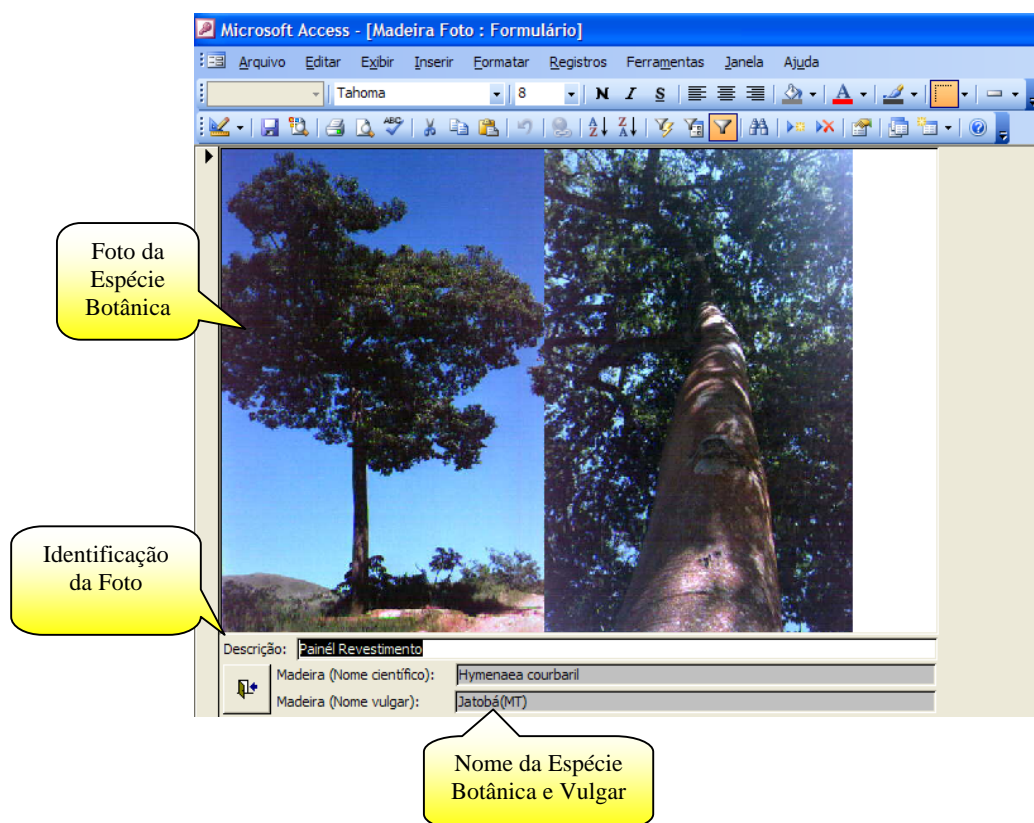 Microsoft Access - [Madeira Foto : Formulário]
Arquivo Editar Exibir Inserir Formatar Registros Ferramentas Janela Ajuda
Tahoma 8 N I S A
ABC A Z Z A
Foto da
Espécie
Botânica
Identificação
da Foto
Descrição: Painél Revestimento
Madeira (Nome científico): Hymenaea courbaril
Madeira (Nome vulgar): Jatobá(MT)
Nome da Espécie
Botânica e Vulgar